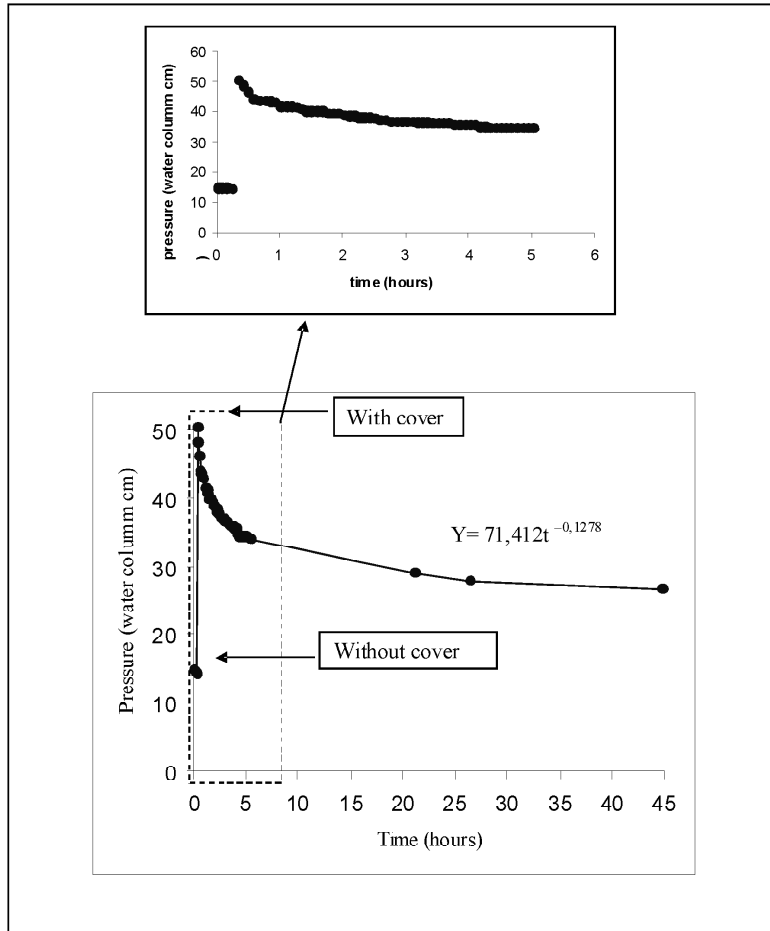 60
50
40
30
20
10
0
pressure (water columm cm)
0 1 2 3 4 5 6
time (hours)
With cover
50
40
30
20
10
0
Pressure (water columm cm)
Y= 71,412t −0,1278
Without cover
0 5 10 15 20 25 30 35 40 45
Time (hours)